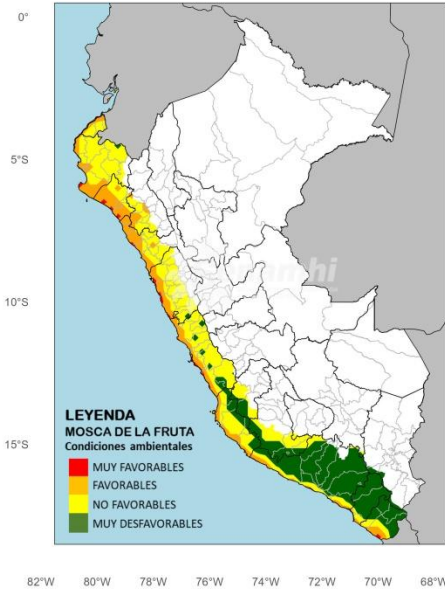 0°
5°S
10°S
15°S
senamhi
LEYENDA
MOSCA DE LA FRUTA
Condiciones ambientales
MUY FAVORABLES
FAVORABLES
NO FAVORABLES
MUY DESFAVORABLES
82°W 80°W 78°W 76°W 74°W 72°W 70°W 68°W